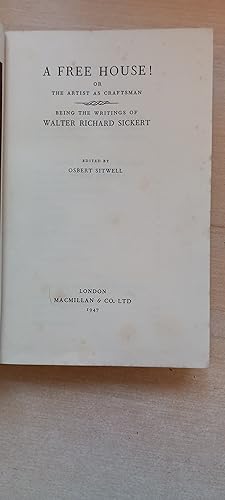 A FREE HOUSE!
OR
THE ARTIST AS CRAFTSMAN
BEING THE WRITINGS OF
WALTER RICHARD SICKERT
EDITED BY
OSBERT SITWELL
LONDON
MACMILLAN & CO. LTD
1947